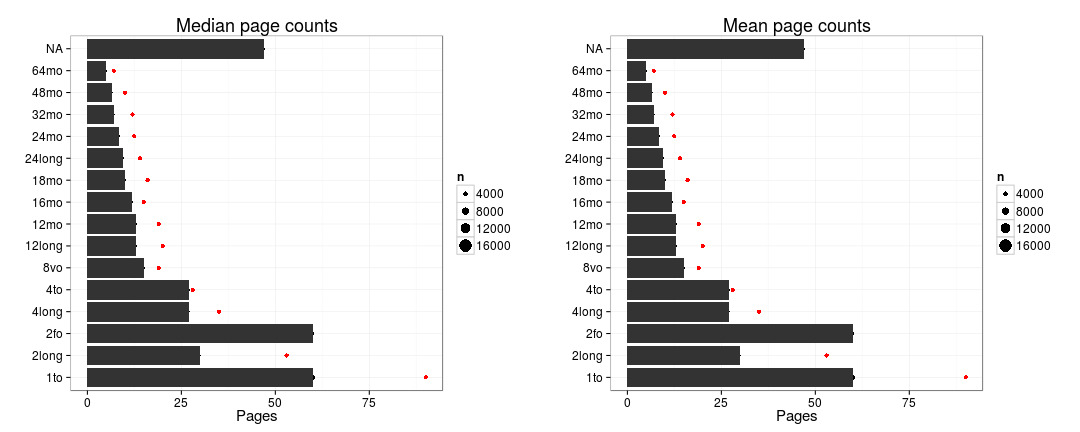 Median page counts
NA
64mo
48mo
32mo
24mo
24long
18mo
16mo
12mo
12long
8vo
4to
4long
2fo
2long
1to
0 25 50 75
Pages
n
4000
8000
12000
16000
Mean page counts
NA
64mo
48mo
32mo
24mo
24long
18mo
16mo
12mo
12long
8vo
4to
4long
2fo
2long
1to
0 25 50 75
Pages
n
4000
8000
12000
16000